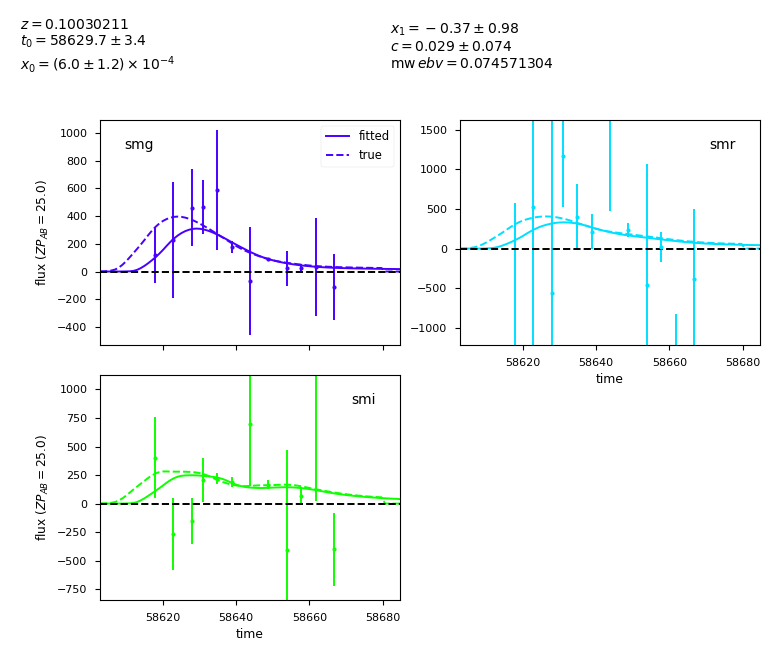 z = 0.10030211
t₀ = 58629.7 ± 3.4
x₀ = (6.0 ± 1.2) × 10⁻⁴
x₁ = −0.37 ± 0.98
c = 0.029 ± 0.074
mw ebv = 0.074571304
smg
fitted
true
1000
800
600
400
200
0
−200
−400
flux (ZP_AB = 25.0)
smr
1500
1000
500
0
−500
−1000
58620 58640 58660 58680
time
smi
1000
750
500
250
0
−250
−500
−750
flux (ZP_AB = 25.0)
58620 58640 58660 58680
time